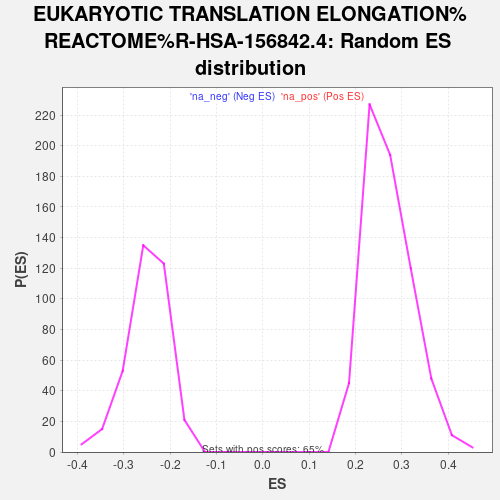 EUKARYOTIC TRANSLATION ELONGATION%
REACTOME%R-HSA-156842.4: Random ES
distribution
'na_neg' (Neg ES) 'na_pos' (Pos ES)
220
200
180
160
140
120
100
80
60
40
20
0
P(ES)
Sets with pos scores: 65%
-0.4 -0.3 -0.2 -0.1 0.0 0.1 0.2 0.3 0.4
ES